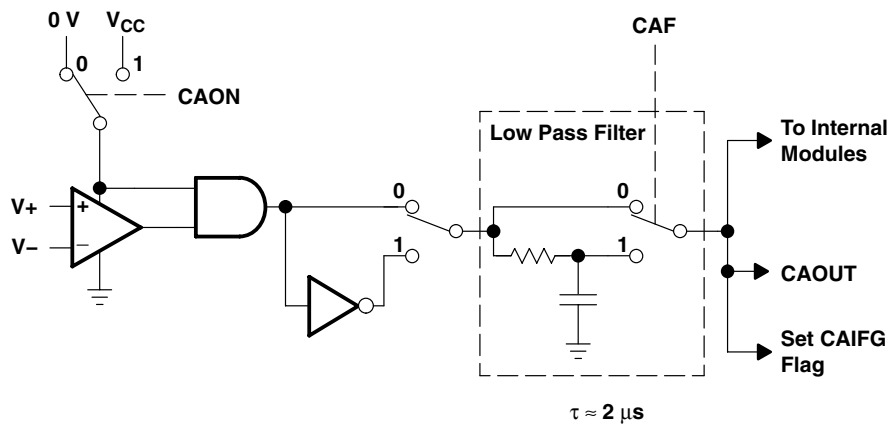 0 V VCC
CAF
0 1
CAON
Low Pass Filter
To Internal
Modules
V+ +
V− −
0 0
1 1
CAOUT
Set CAIFG
Flag
τ ≈ 2 μs